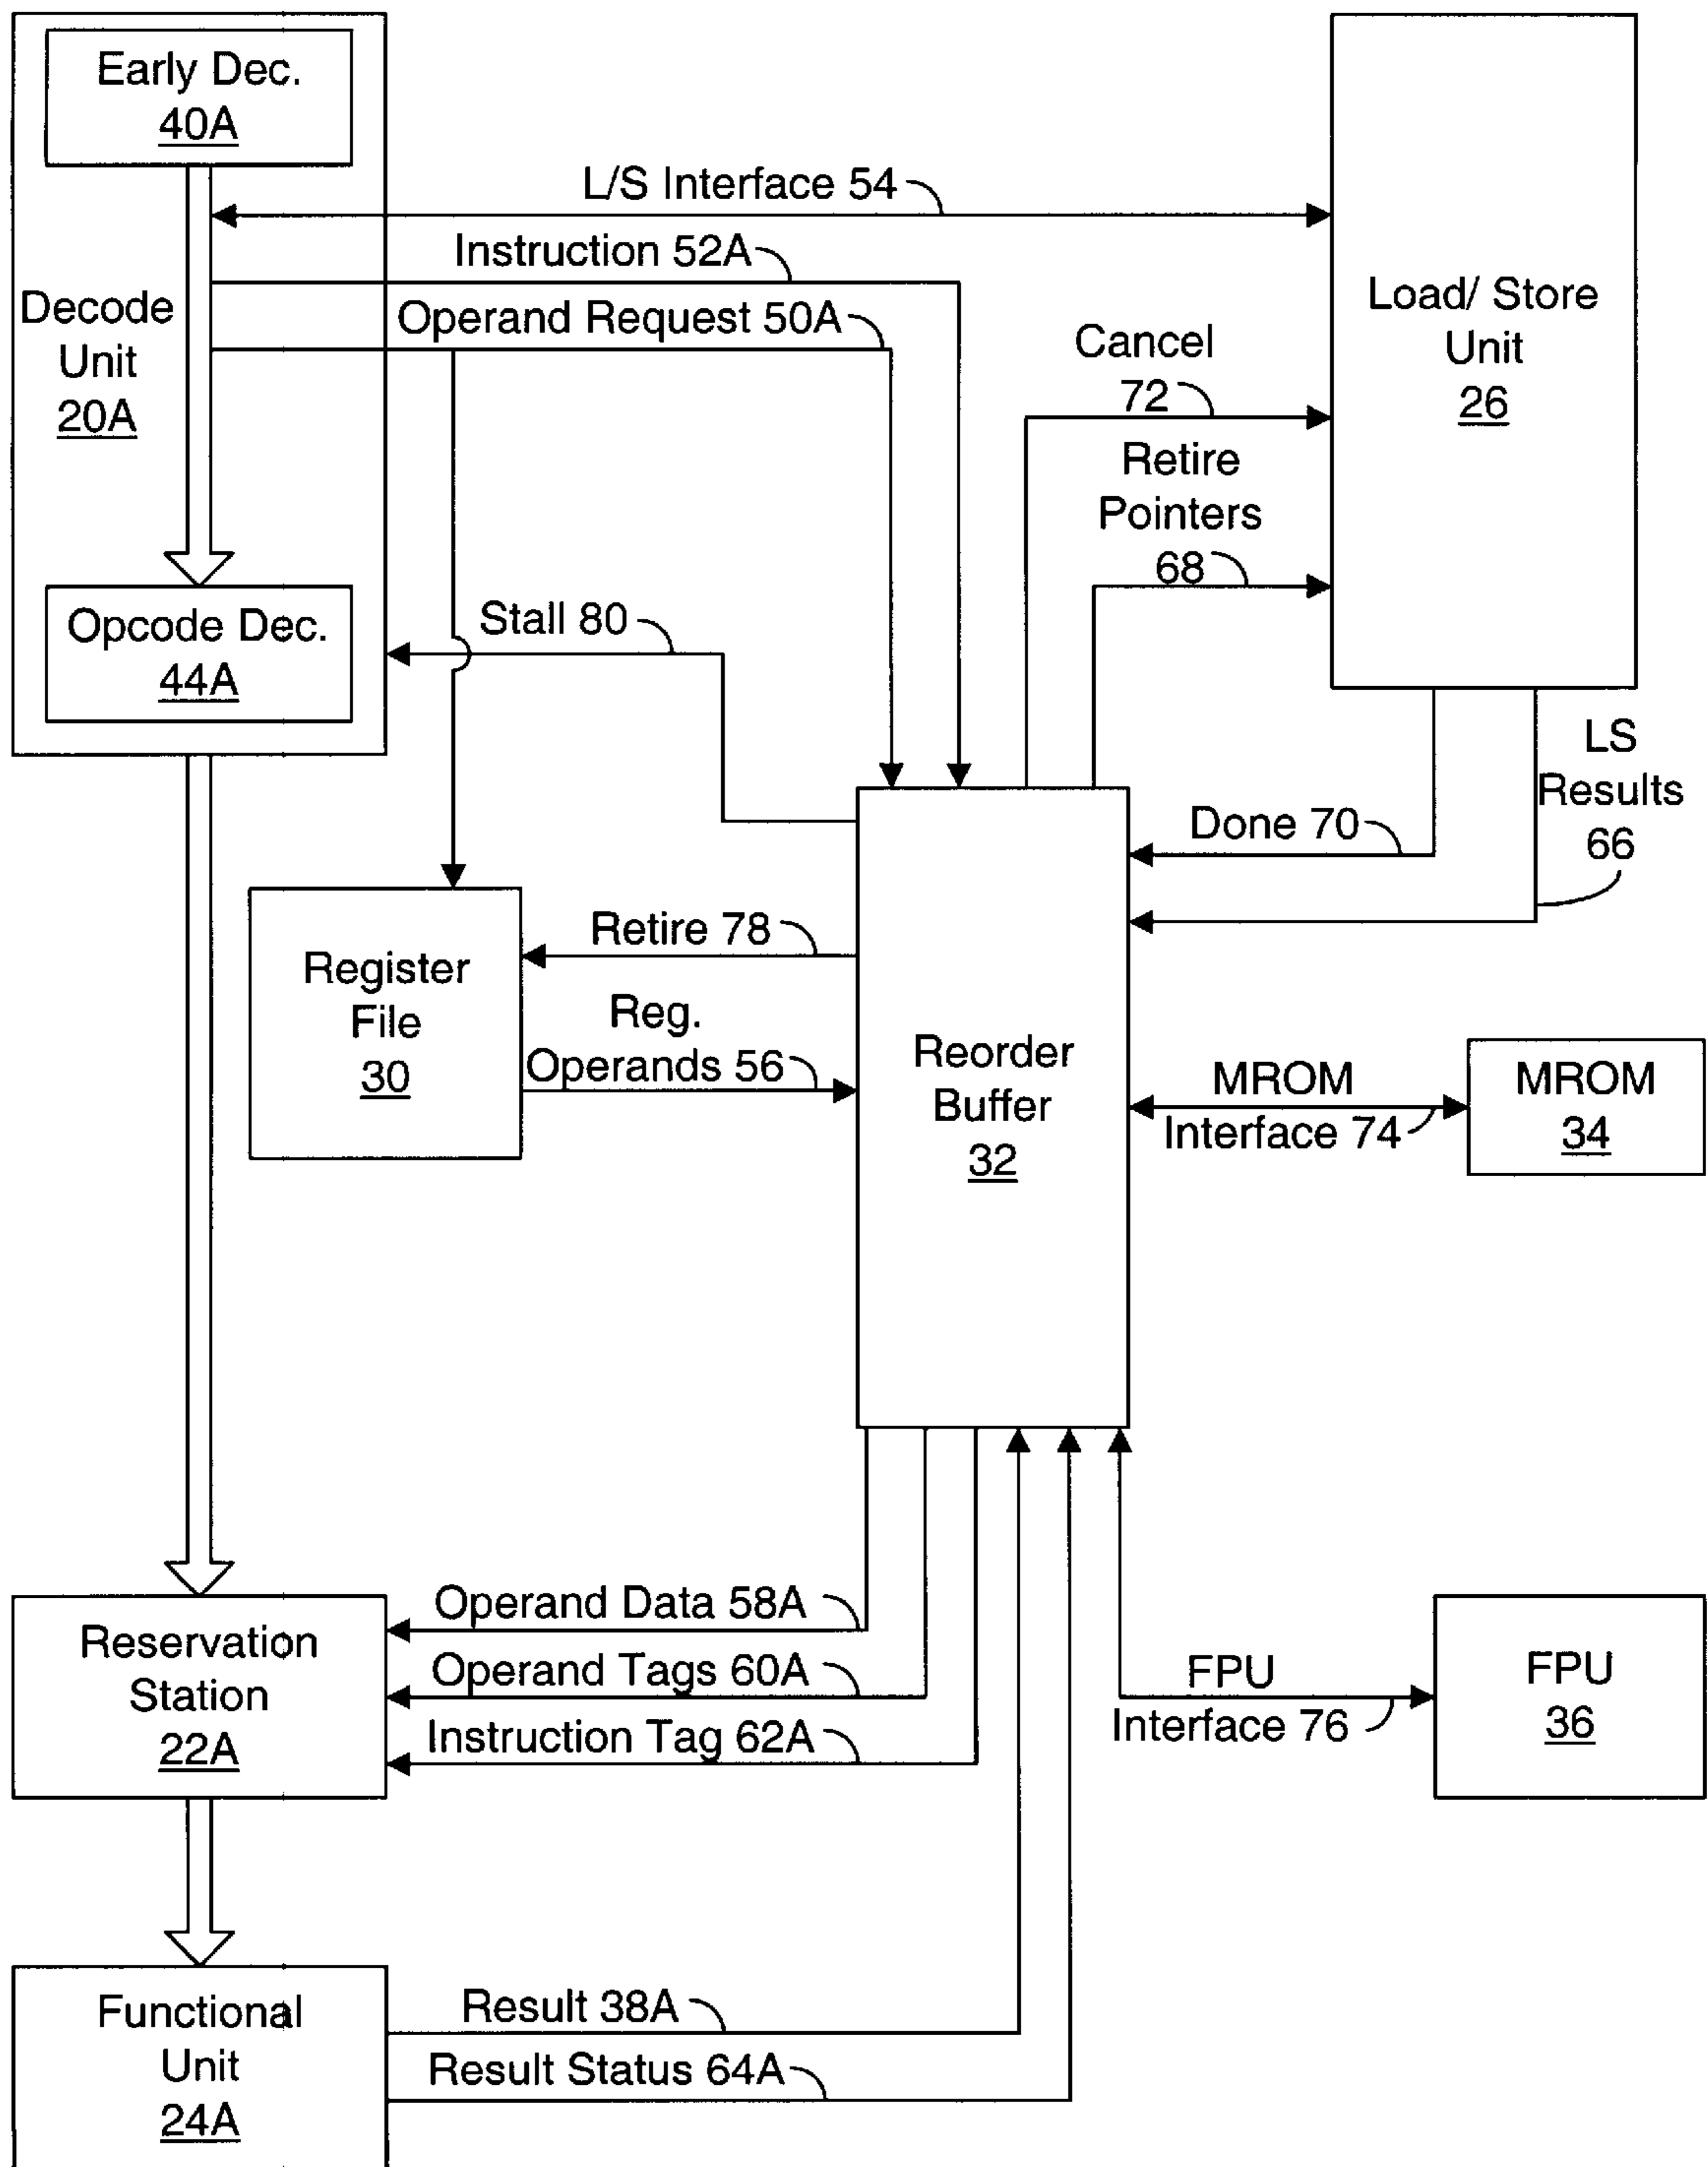 Early Dec.
40A
L/S Interface 54
Instruction 52A
Decode
Unit
20A
Operand Request 50A
Load/ Store
Unit
26
Cancel
72
Retire
Pointers
68
Opcode Dec.
44A
Stall 80
LS
Results
66
Done 70
Register
File
30
Retire 78
Reg.
Operands 56
Reorder
Buffer
32
MROM
Interface 74
MROM
34
Reservation
Station
22A
Operand Data 58A
Operand Tags 60A
Instruction Tag 62A
FPU
Interface 76
FPU
36
Functional
Unit
24A
Result 38A
Result Status 64A